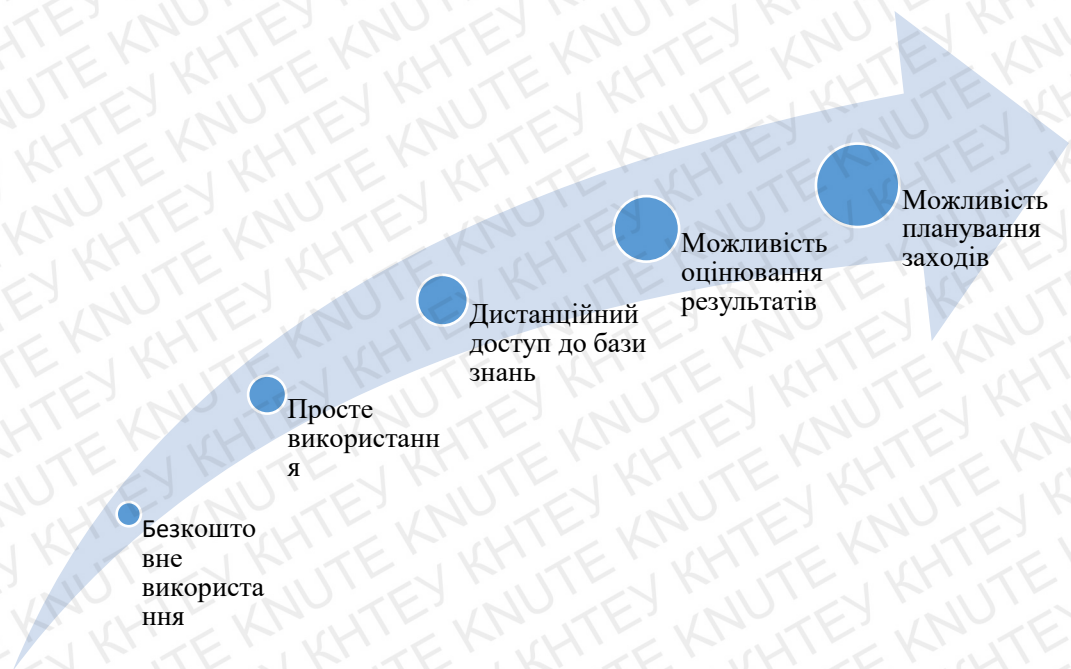 Можливість
планування
заходів
Можливість
оцінювання
результатів
Дистанційний
доступ до бази
знань
Просте
використанн
я
Безкошто
вне
використа
ння